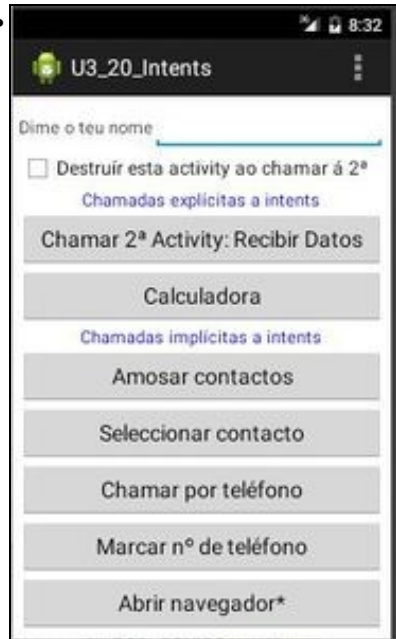 8:32
U3_20_Intents
Dime o teu nome
Destruír esta activity ao chamar á 2ª
Chamadas explícitas a intents
Chamar 2ª Activity: Recibir Datos
Calculadora
Chamadas implícitas a intents
Amosar contactos
Seleccionar contacto
Chamar por teléfono
Marcar nº de teléfono
Abrir navegador*